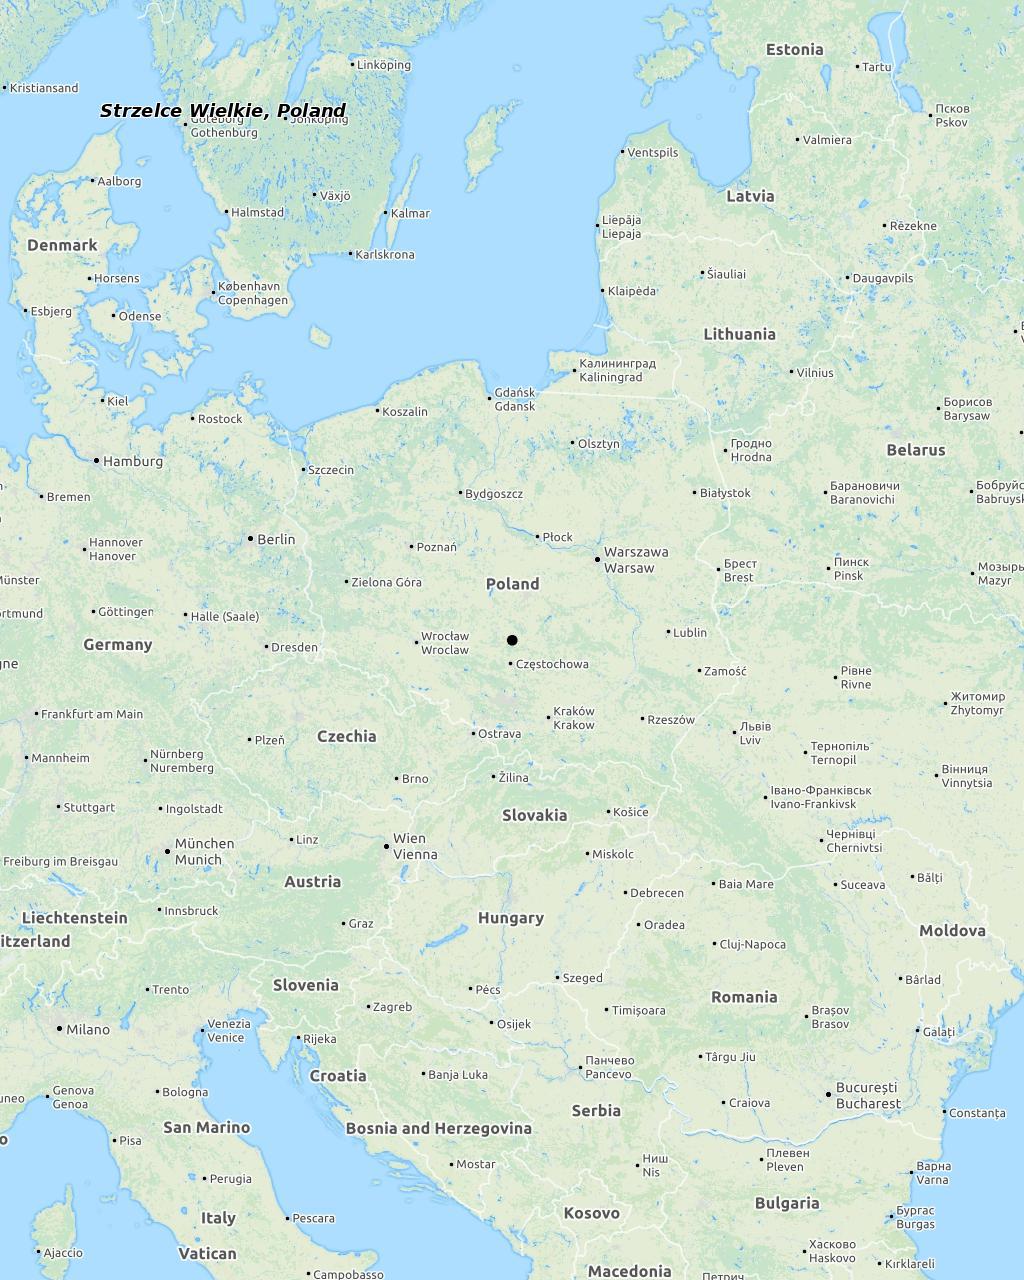 Estonia
Linköping
Tartu
Kristiansand
Strzelce Wielkie, Poland
Göteborg
Gothenburg
Jönköping
Псков
Pskov
Valmiera
Ventspils
Aalborg
Växjö
Latvia
Halmstad
Kalmar
Liepāja
Liepaja
Rēzekne
Denmark
Karlskrona
Šiauliai
Horsens
Daugavpils
København
Copenhagen
Klaipėda
Esbjerg
Odense
Lithuania
Калининград
Kaliningrad
Vilnius
Kiel
Gdańsk
Gdansk
Koszalin
Борисов
Barysaw
Rostock
Olsztyn
Гродно
Hrodna
Belarus
Hamburg
Szczecin
Bremen
Bydgoszcz
Białystok
Барановичи
Baranovichi
Бобруйс
Babruysk
Berlin
Płock
Hannover
Hanover
Poznań
Warszawa
Warsaw
Брест
Brest
Пинск
Pinsk
Мозырь
Mazyr
Münster
Zielona Góra
Poland
Göttingen
Halle (Saale)
ortmund
Germany
Dresden
Wrocław
Wroclaw
Lublin
gne
Częstochowa
Zamość
Рівне
Rivne
Житомир
Zhytomyr
Frankfurt am Main
Kraków
Krakow
Rzeszów
Львів
Lviv
Czechia
Plzeň
Ostrava
Mannheim
Nürnberg
Nuremberg
Тернопіль
Ternopil
Вінниця
Vinnytsia
Brno
Žilina
Івано-Франківськ
Ivano-Frankivsk
Stuttgart
Ingolstadt
Slovakia
Košice
München
Munich
Linz
Wien
Vienna
Чернівці
Chernivtsi
Freiburg im Breisgau
Miskolc
Austria
Debrecen
Baia Mare
Suceava
Bălți
Liechtenstein
Innsbruck
Graz
Hungary
Oradea
Moldova
itzerland
Cluj-Napoca
Slovenia
Szeged
Bârlad
Trento
Pécs
Romania
Zagreb
Timișoara
Brașov
Brasov
Milano
Venezia
Venice
Rijeka
Osijek
Galați
Croatia
Banja Luka
Панчево
Pancevo
Târgu Jiu
uneo
Genova
Genoa
Bologna
București
Bucharest
Craiova
Serbia
Constanța
San Marino
Bosnia and Herzegovina
o
Pisa
Плевен
Pleven
Mostar
Ниш
Nis
Варна
Varna
Perugia
Italy
Pescara
Kosovo
Bulgaria
Бургас
Burgas
Vatican
Ajaccio
Хасково
Haskovo
Kırklareli
Campobasso
Macedonia
Петрич